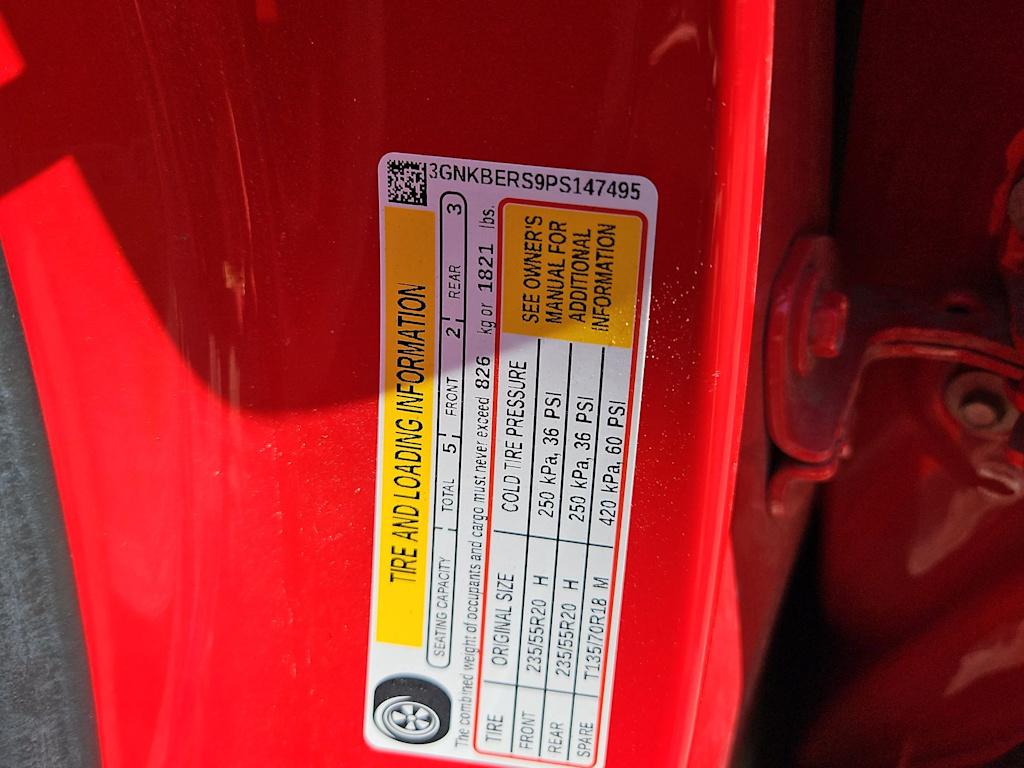 3GNKBERS9PS147495
TIRE AND LOADING INFORMATION
SEATING CAPACITY TOTAL 5 FRONT 2 REAR 3
The combined weight of occupants and cargo must never exceed 826 kg or 1821 lbs.
TIRE ORIGINAL SIZE COLD TIRE PRESSURE
FRONT 235/55R20 H 250 kPa, 36 PSI
REAR 235/55R20 H 250 kPa, 36 PSI
SPARE T135/70R18 M 420 kPa, 60 PSI
SEE OWNER'S
MANUAL FOR
ADDITIONAL
INFORMATION